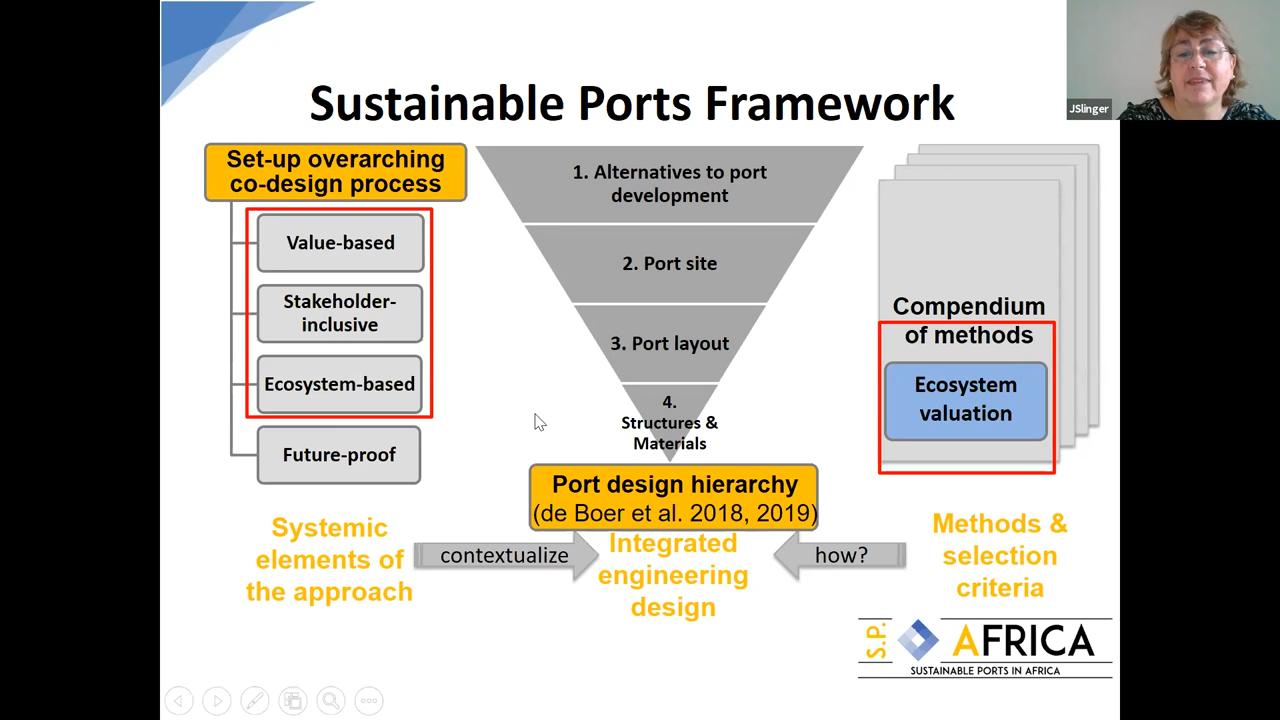 Sustainable Ports Framework
JSlinger
Set-up overarching
co-design process
Value-based
Stakeholder-
inclusive
Ecosystem-based
Future-proof
Systemic
elements of
the approach
contextualize
1. Alternatives to port
development
2. Port site
3. Port layout
4.
Structures &
Materials
Port design hierarchy
(de Boer et al. 2018, 2019)
Integrated
engineering
design
how?
Compendium
of methods
Ecosystem
valuation
Methods &
selection
criteria
S.P.
AFRICA
SUSTAINABLE PORTS IN AFRICA